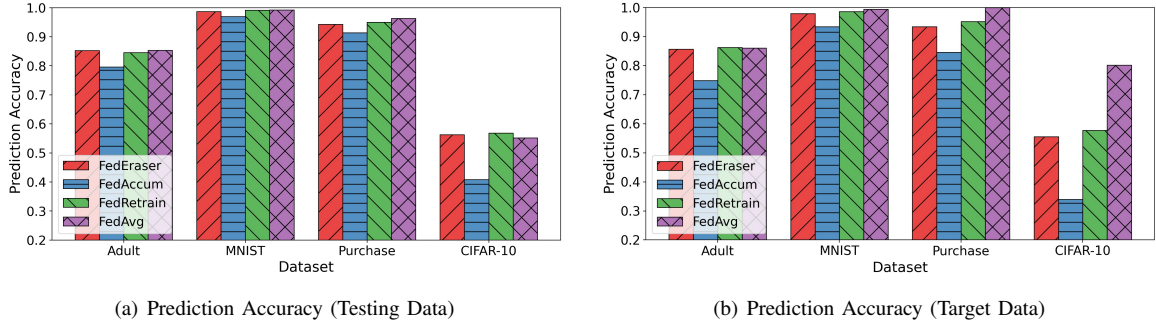 Prediction Accuracy
1.0
0.9
0.8
0.7
0.6
0.5
0.4
0.3
0.2
FedEraser
FedAccum
FedRetrain
FedAvg
Adult MNIST Purchase CIFAR-10
Dataset
(a) Prediction Accuracy (Testing Data)
Prediction Accuracy
1.0
0.9
0.8
0.7
0.6
0.5
0.4
0.3
0.2
FedEraser
FedAccum
FedRetrain
FedAvg
Adult MNIST Purchase CIFAR-10
Dataset
(b) Prediction Accuracy (Target Data)